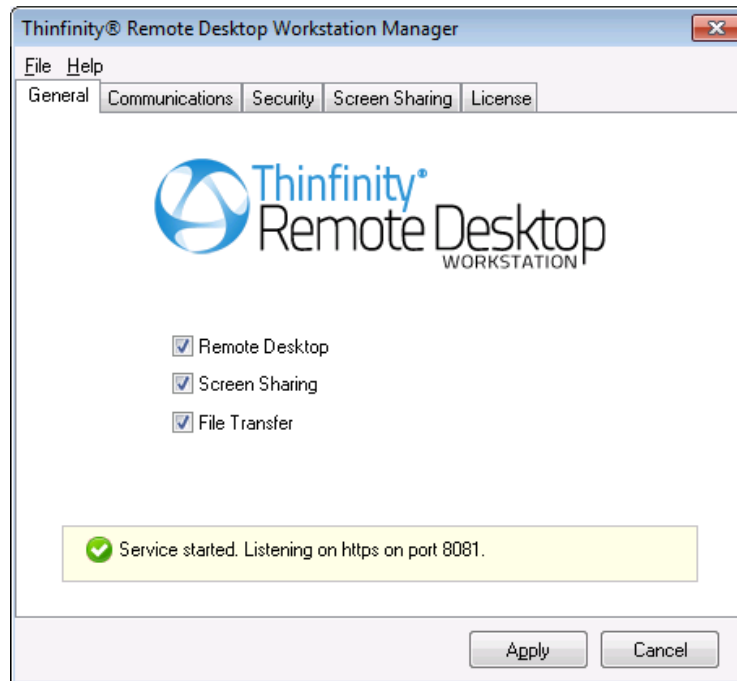 Thinfinity® Remote Desktop Workstation Manager
File Help
General Communications Security Screen Sharing License
Thinfinity®
Remote Desktop
WORKSTATION
Remote Desktop
Screen Sharing
File Transfer
Service started. Listening on https on port 8081.
Apply Cancel